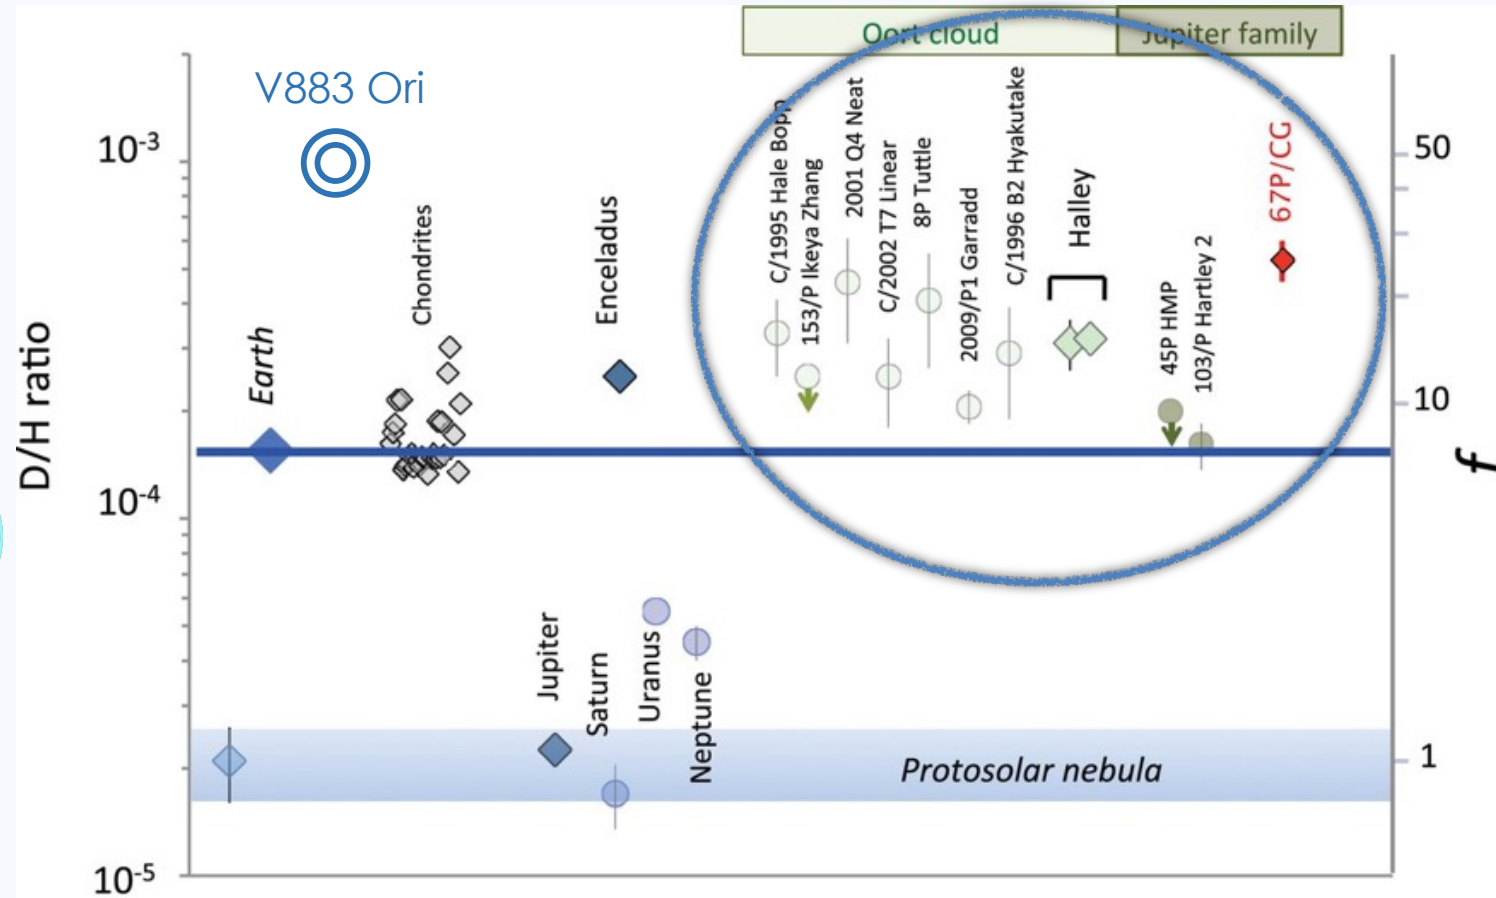 Oort cloud
Jupiter family
V883 Ori
10-3
10-4
10-5
D/H ratio
Earth
Chondrites
Enceladus
C/1995 Hale Bopp
153/P Ikeya Zhang
2001 Q4 Neat
C/2002 T7 Linear
8P Tuttle
2009/P1 Garradd
C/1996 B2 Hyakutake
Halley
45P HMP
103/P Hartley 2
67P/CG
Jupiter
Saturn
Uranus
Neptune
Protosolar nebula
50
10
1
f